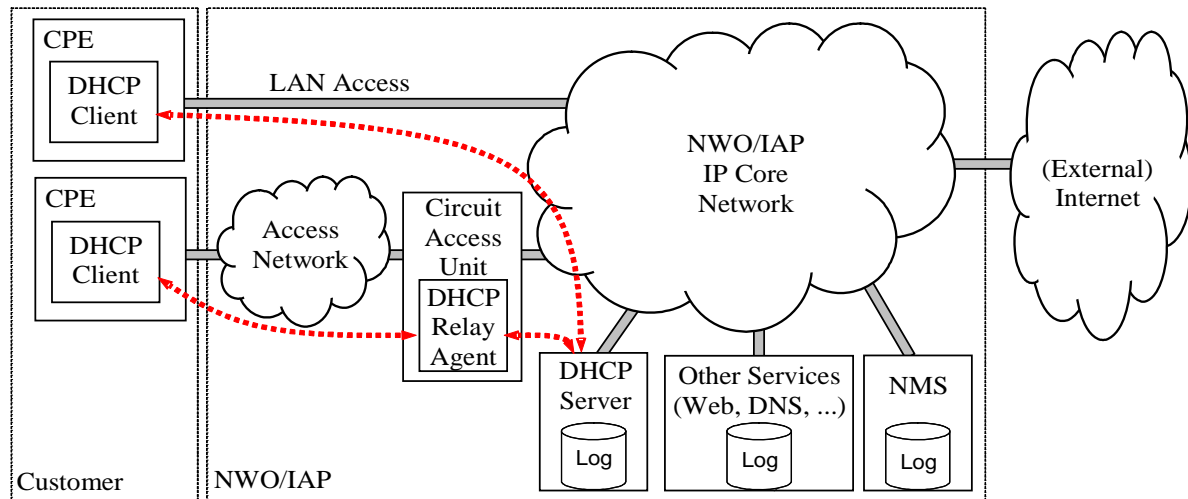 CPE
DHCP
Client
LAN Access
CPE
DHCP
Client
Access
Network
Circuit
Access
Unit
DHCP
Relay
Agent
NWO/IAP
IP Core
Network
(External)
Internet
DHCP
Server
Log
Other Services
(Web, DNS, ...)
Log
NMS
Log
Customer
NWO/IAP